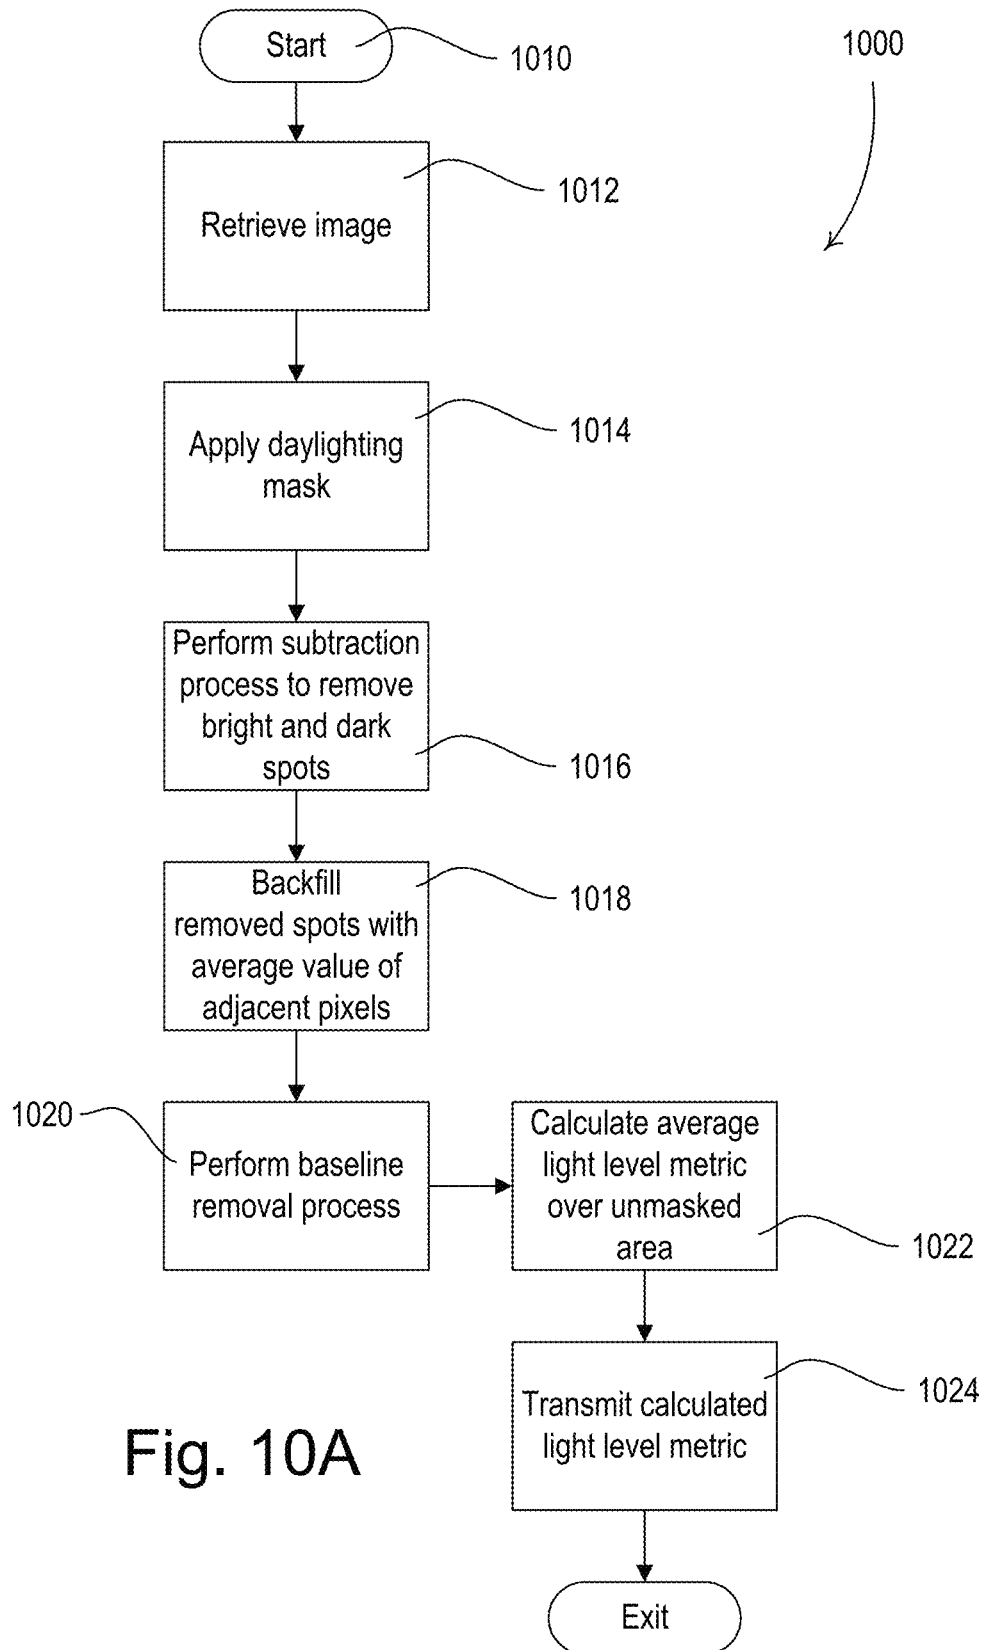 Start
1010
1000
Retrieve image
1012
Apply daylighting
mask
1014
Perform subtraction
process to remove
bright and dark
spots
1016
Backfill
removed spots with
average value of
adjacent pixels
1018
1020
Perform baseline
removal process
Calculate average
light level metric
over unmasked
area
1022
Transmit calculated
light level metric
1024
Fig. 10A
Exit